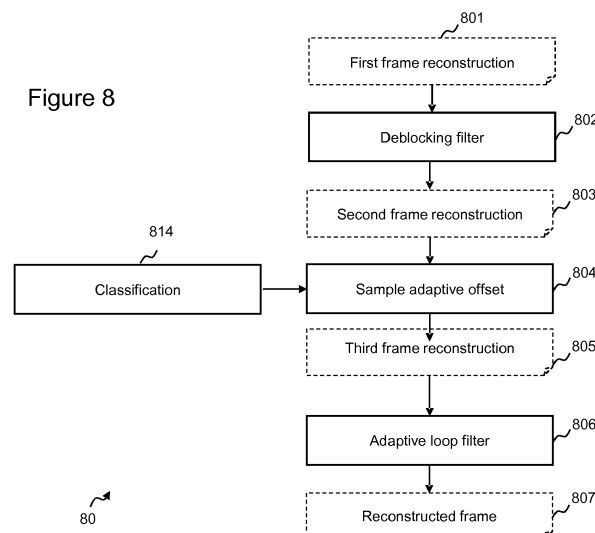 801
First frame reconstruction
Figure 8
802
Deblocking filter
803
Second frame reconstruction
814
804
Classification
Sample adaptive offset
805
Third frame reconstruction
806
Adaptive loop filter
807
Reconstructed frame
80